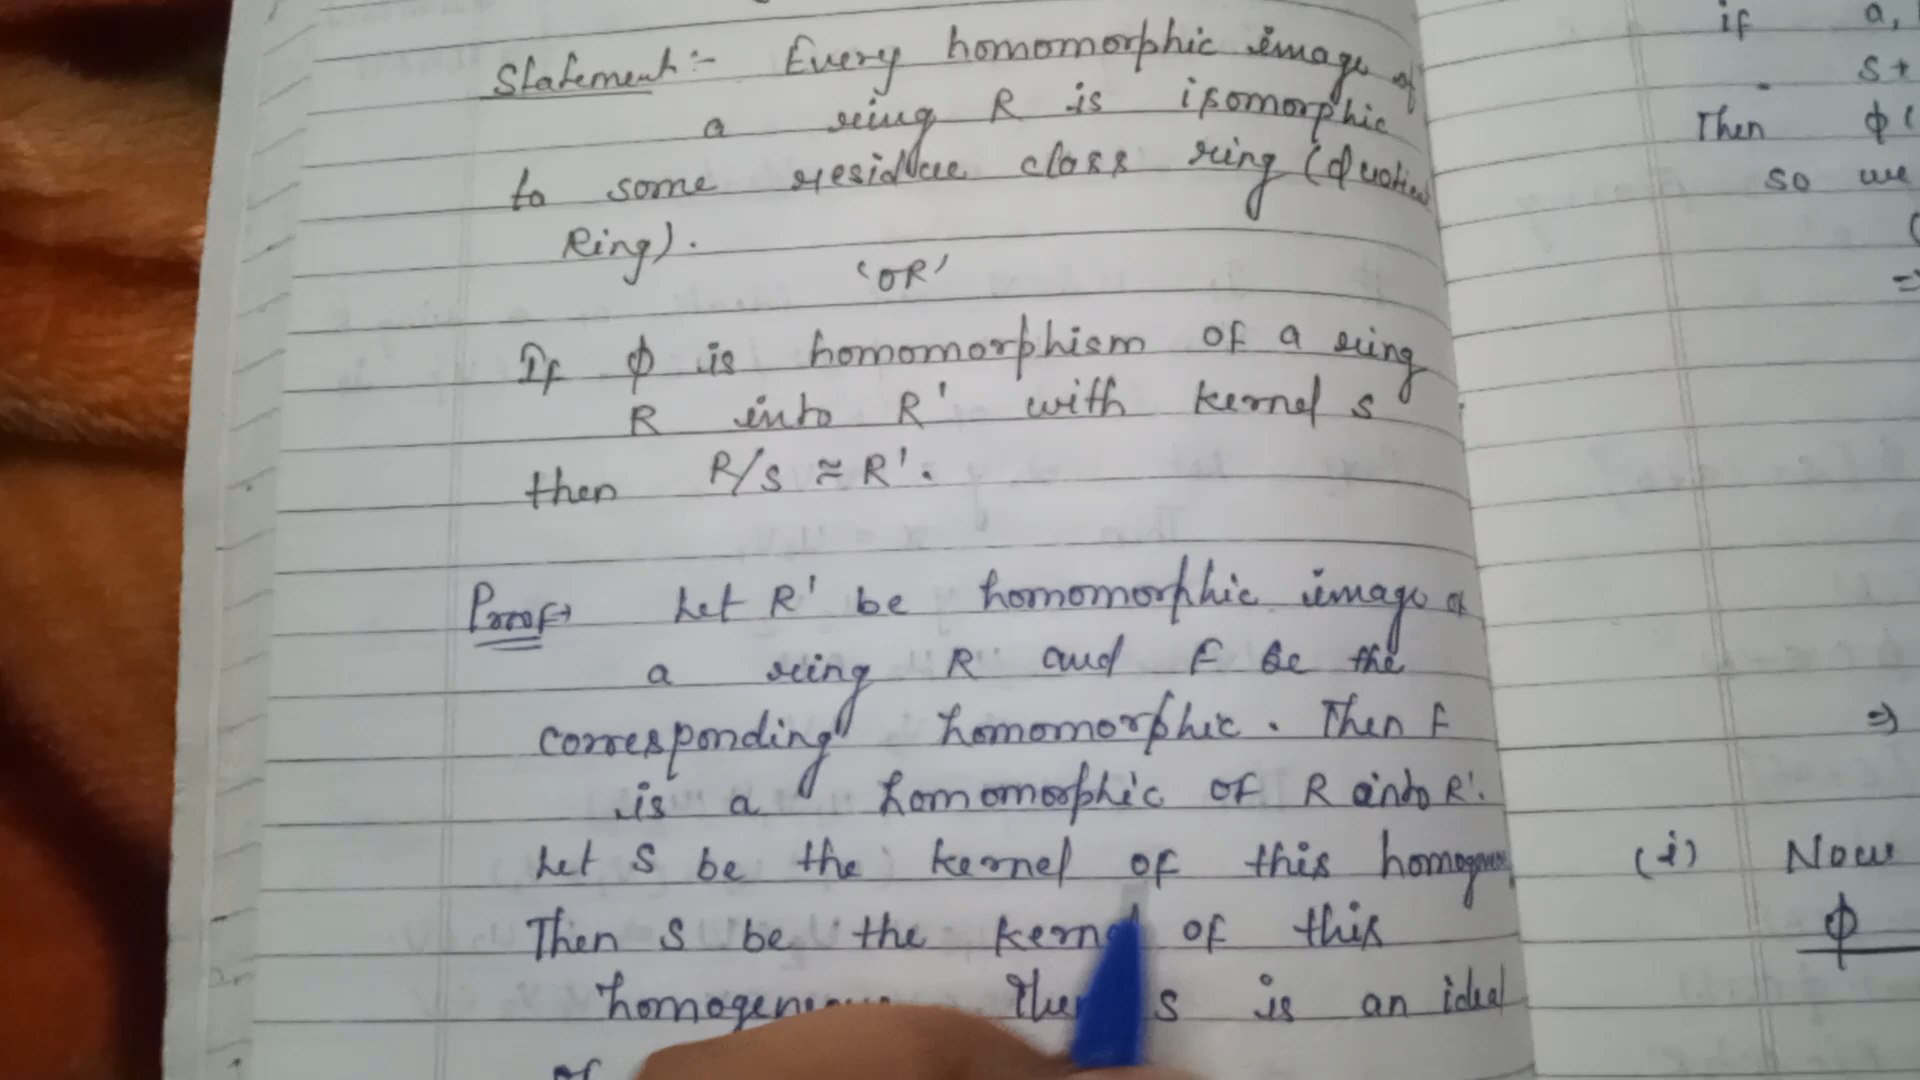 Statement :- Every homomorphic image of
a ring R is isomorphic
to some residue class ring (Quotient
Ring).
'OR'
If ϕ is homomorphism of a ring
R into R' with kernel s
then R/s ≈ R'.
Proof→ Let R' be homomorphic image of
a ring R and f be the
corresponding homomorphic. Then f
is a homomorphic of R into R'.
Let S be the kernel of this
Then S be the kernel of this
S is an ideal
of
if a,
S+
Then ϕ(
so we
(
=>
=>
(i) Now
ϕ